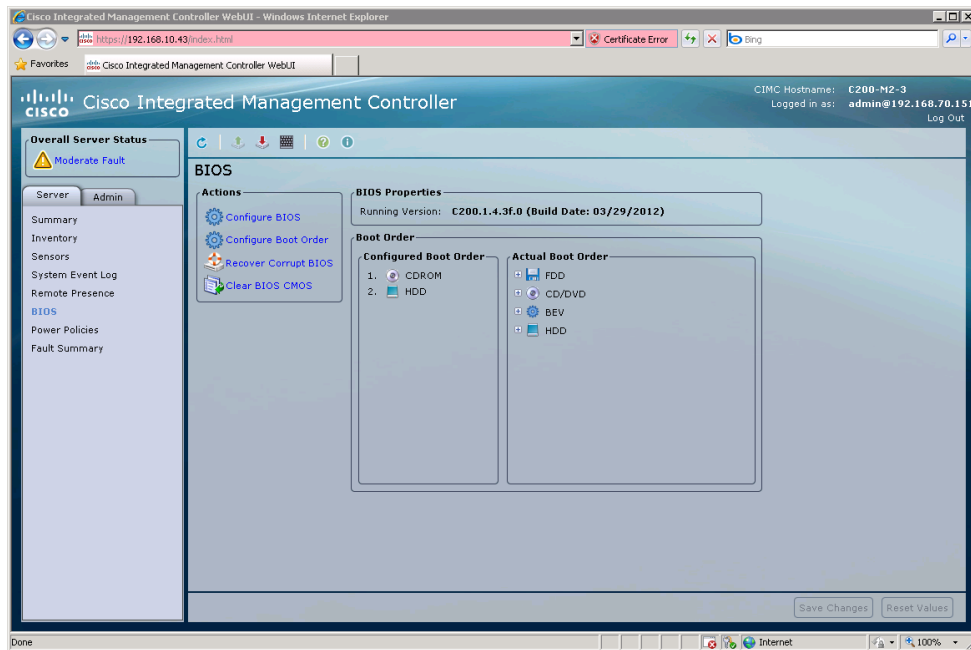 Cisco Integrated Management Controller WebUI - Windows Internet Explorer
https://192.168.10.43/index.html
Certificate Error
Bing
Favorites
Cisco Integrated Management Controller WebUI
CISCO
Cisco Integrated Management Controller
CIMC Hostname: C200-M2-3
Logged in as: admin@192.168.70.151
Log Out
Overall Server Status
Moderate Fault
Server
Admin
Summary
Inventory
Sensors
System Event Log
Remote Presence
BIOS
Power Policies
Fault Summary
BIOS
Actions
Configure BIOS
Configure Boot Order
Recover Corrupt BIOS
Clear BIOS CMOS
BIOS Properties
Running Version: C200.1.4.3f.0 (Build Date: 03/29/2012)
Boot Order
Configured Boot Order
1. CDROM
2. HDD
Actual Boot Order
FDD
CD/DVD
BEV
HDD
Save Changes
Reset Values
Done
Internet
100%